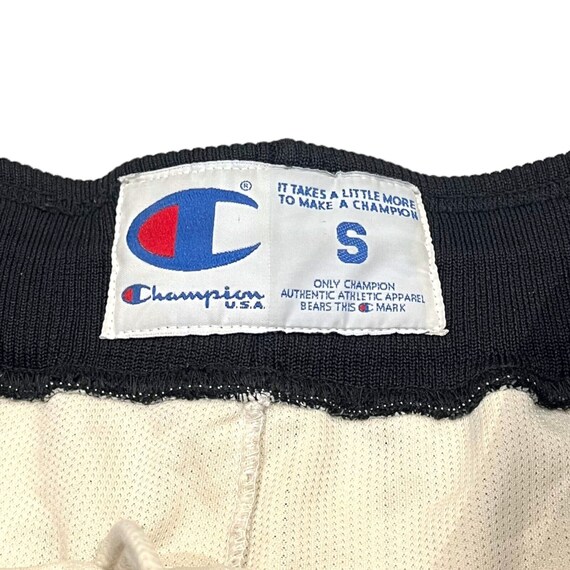 ®
IT TAKES A LITTLE MORE
TO MAKE A CHAMPION
S
Champion
U.S.A.
ONLY CHAMPION
AUTHENTIC ATHLETIC APPAREL
BEARS THIS C MARK